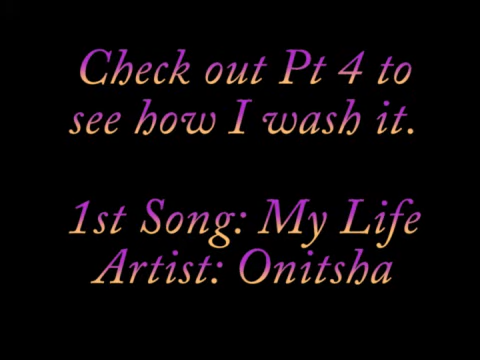 Check out Pt 4 to
see how I wash it.
1st Song: My Life
Artist: Onitsha